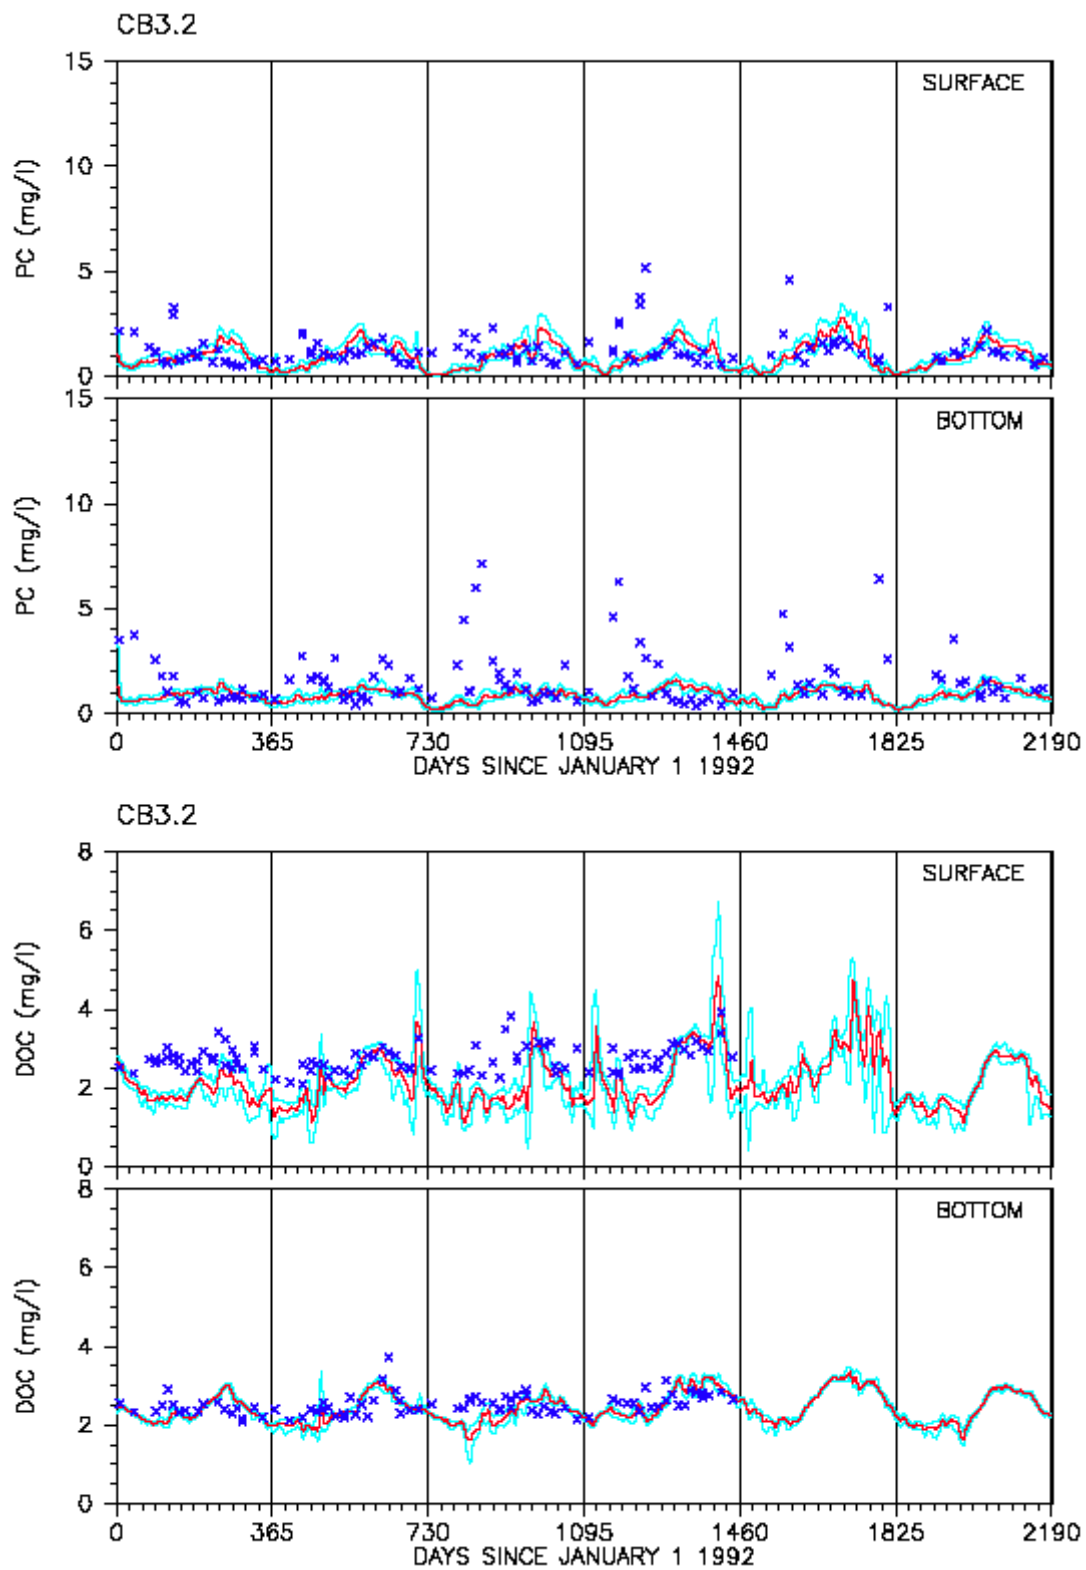 CB3.2
15
SURFACE
10
PC (mg/l)
5
0
15
BOTTOM
10
PC (mg/l)
5
0
0 365 730 1095 1460 1825 2190
DAYS SINCE JANUARY 1 1992
CB3.2
8
SURFACE
6
DOC (mg/l)
4
2
0
8
BOTTOM
6
DOC (mg/l)
4
2
0
0 365 730 1095 1460 1825 2190
DAYS SINCE JANUARY 1 1992